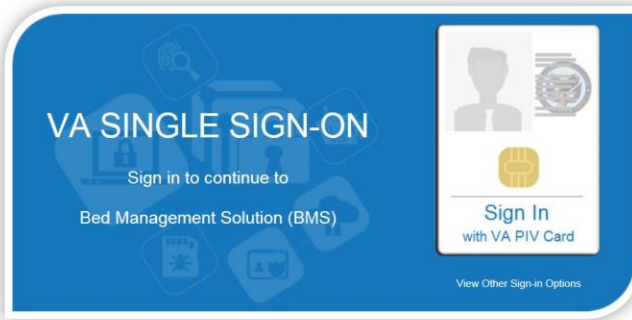 VA SINGLE SIGN-ON
Sign in to continue to
Bed Management Solution (BMS)
Sign In
with VA PIV Card
View Other Sign-in Options